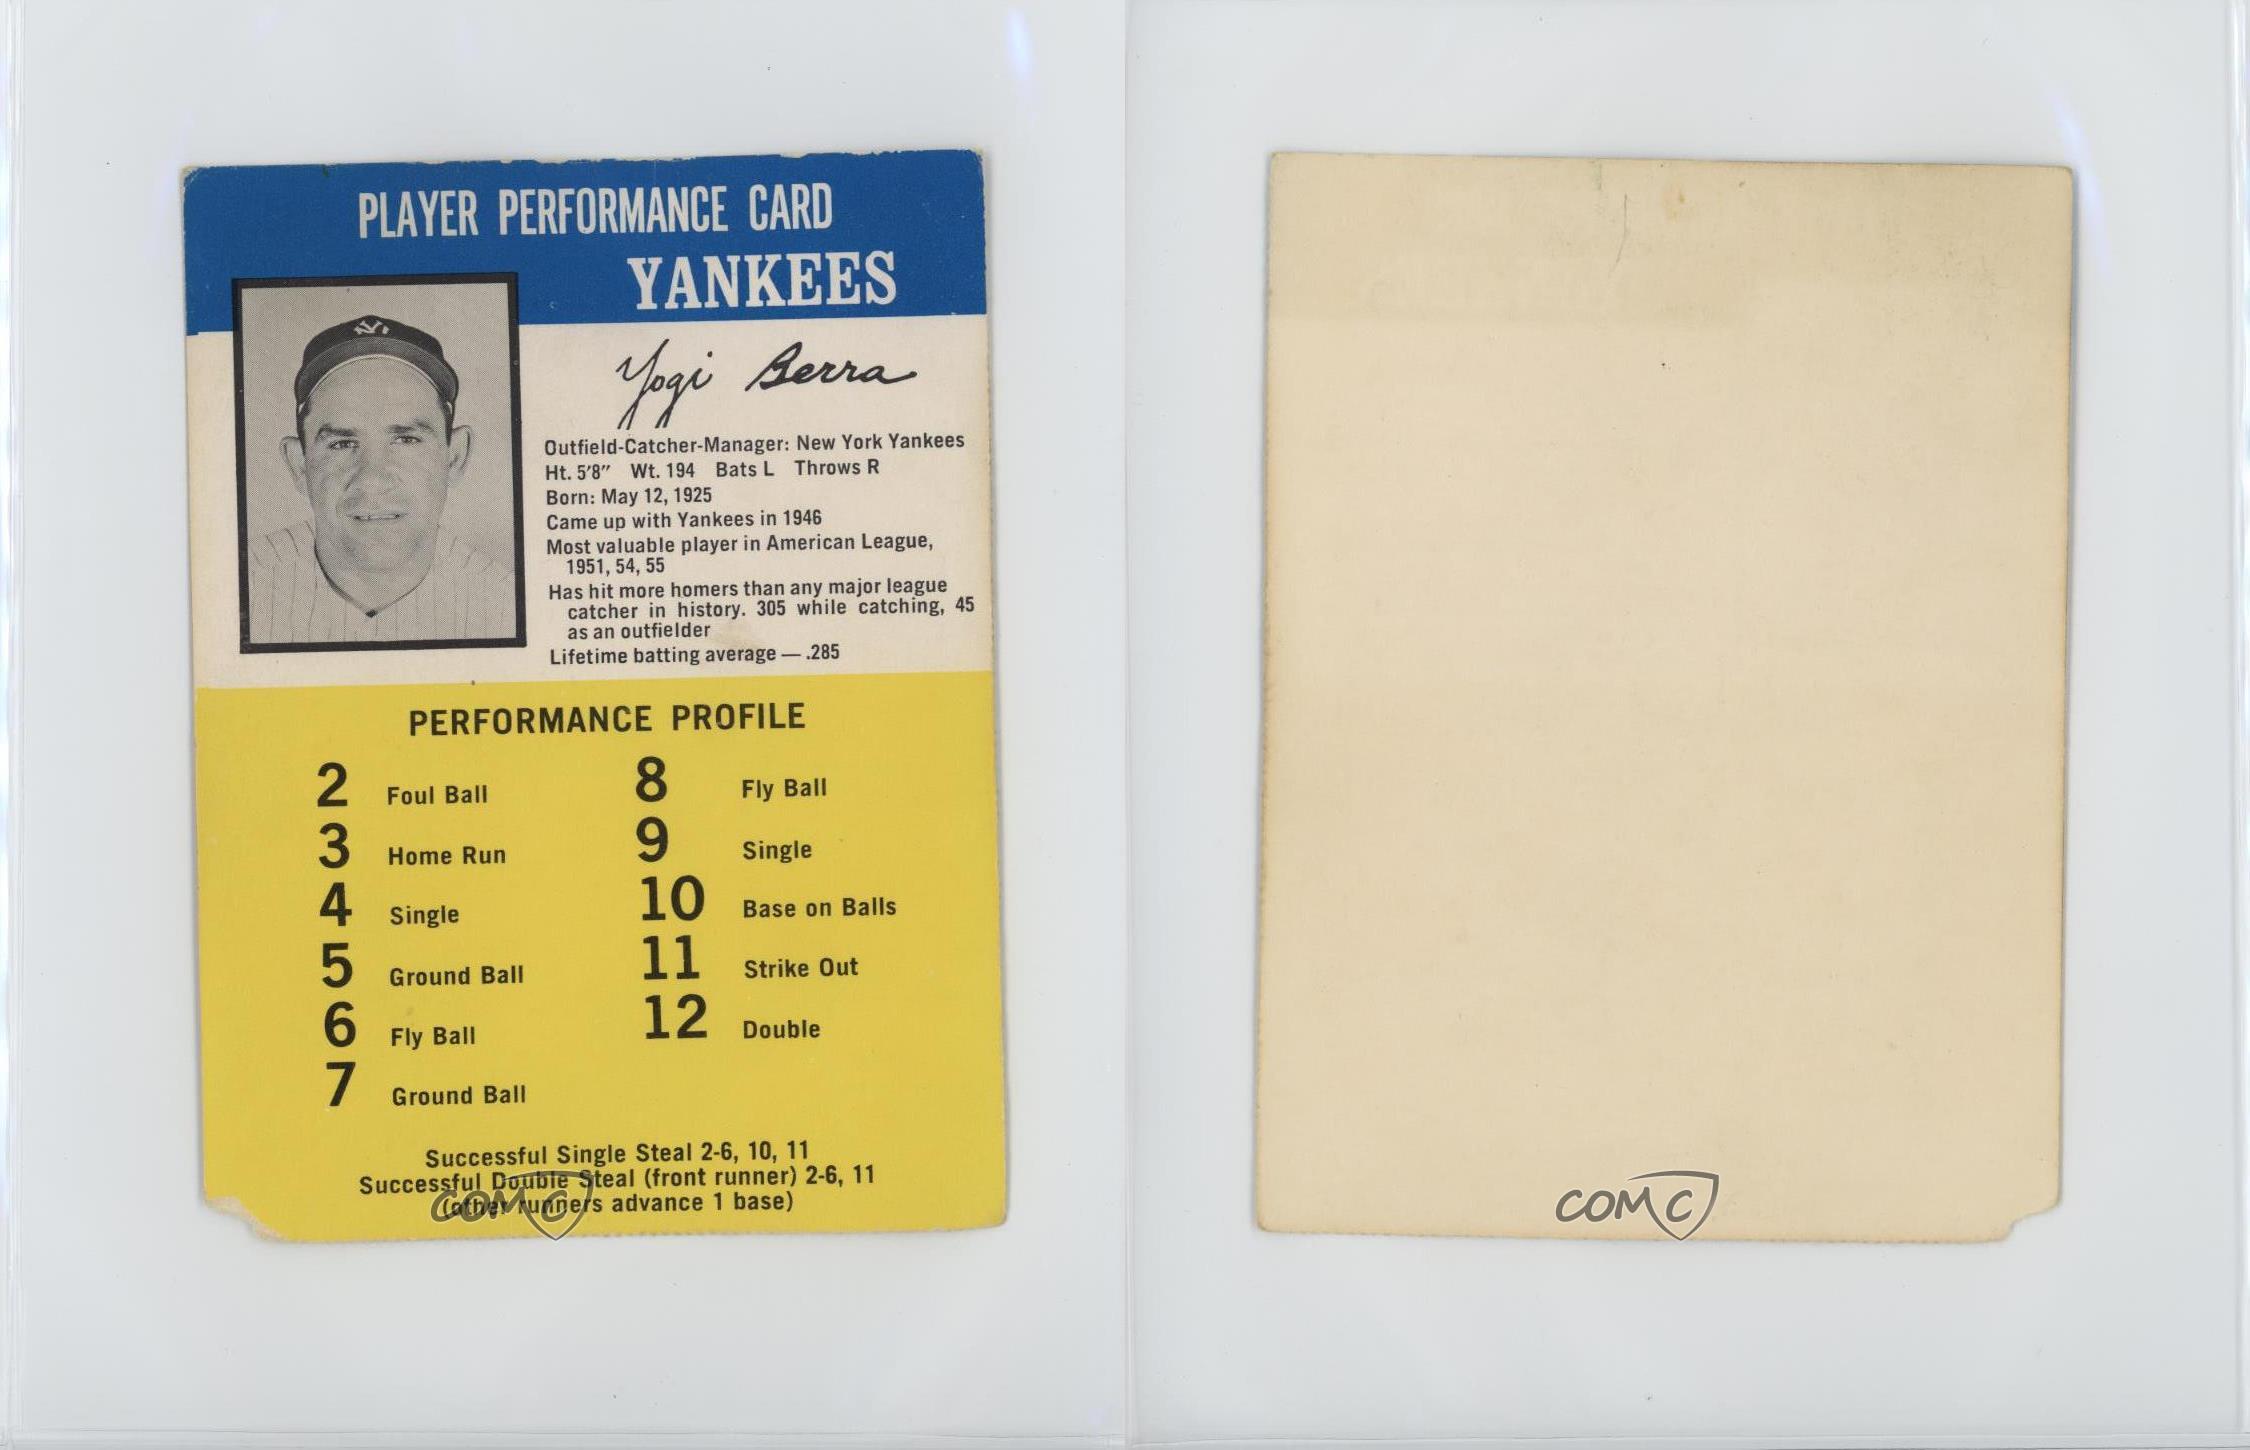 PLAYER PERFORMANCE CARD
YANKEES
NY
Yogi Berra
Outfield-Catcher-Manager: New York Yankees
Ht. 5'8" Wt. 194 Bats L Throws R
Born: May 12, 1925
Came up with Yankees in 1946
Most valuable player in American League,
1951, 54, 55
Has hit more homers than any major league
catcher in history. 305 while catching, 45
as an outfielder
Lifetime batting average — .285
PERFORMANCE PROFILE
2 Foul Ball
3 Home Run
4 Single
5 Ground Ball
6 Fly Ball
7 Ground Ball
8 Fly Ball
9 Single
10 Base on Balls
11 Strike Out
12 Double
Successful Single Steal 2-6, 10, 11
Successful Double Steal (front runner) 2-6, 11
(other runners advance 1 base)
COMC
COMC